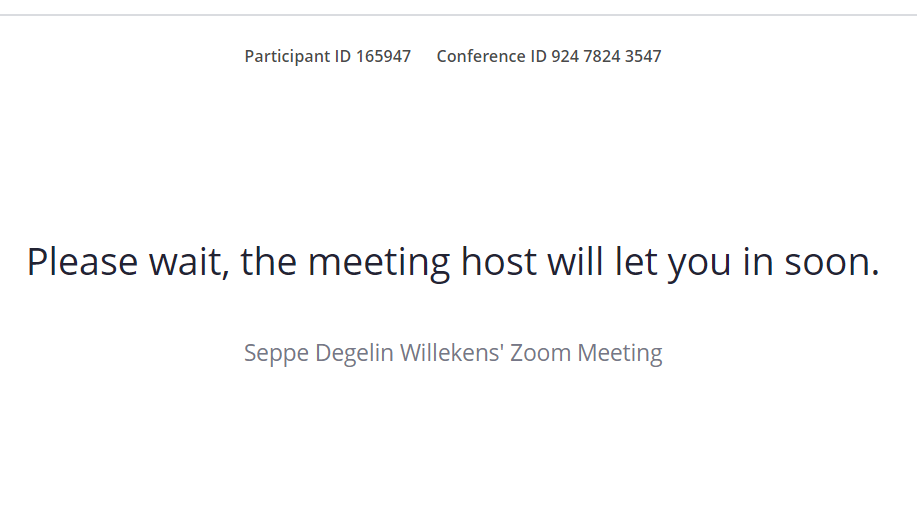 Participant ID 165947 Conference ID 924 7824 3547
Please wait, the meeting host will let you in soon.
Seppe Degelin Willekens' Zoom Meeting